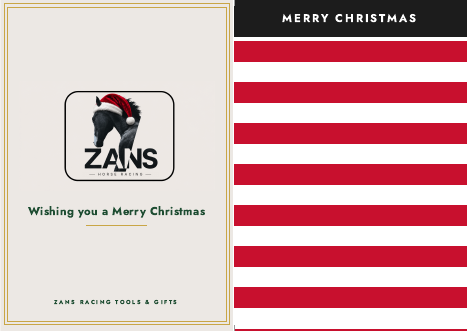 ZANS
HORSE RACING
Wishing you a Merry Christmas
ZANS RACING TOOLS & GIFTS
MERRY CHRISTMAS